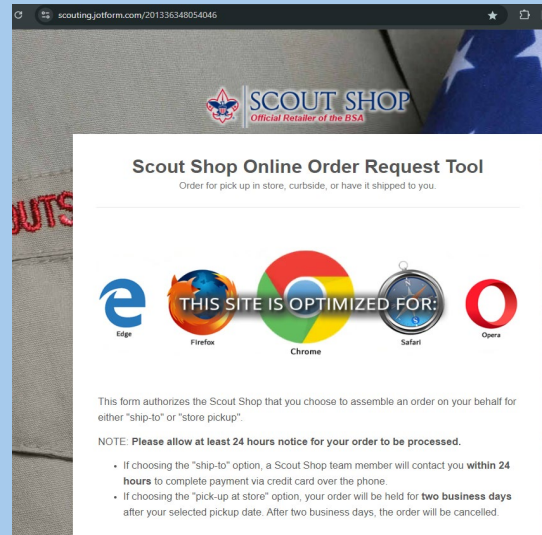 scouting.jotform.com/201336348054046
SCOUT SHOP
Official Retailer of the BSA
Scout Shop Online Order Request Tool
Order for pick up in store, curbside, or have it shipped to you.
OUTS
THIS SITE IS OPTIMIZED FOR:
Edge
Firefox
Chrome
Safari
Opera
This form authorizes the Scout Shop that you choose to assemble an order on your behalf for
either "ship-to" or "store pickup".
NOTE: Please allow at least 24 hours notice for your order to be processed.
• If choosing the "ship-to" option, a Scout Shop team member will contact you within 24
hours to complete payment via credit card over the phone.
• If choosing the "pick-up at store" option, your order will be held for two business days
after your selected pickup date. After two business days, the order will be cancelled.